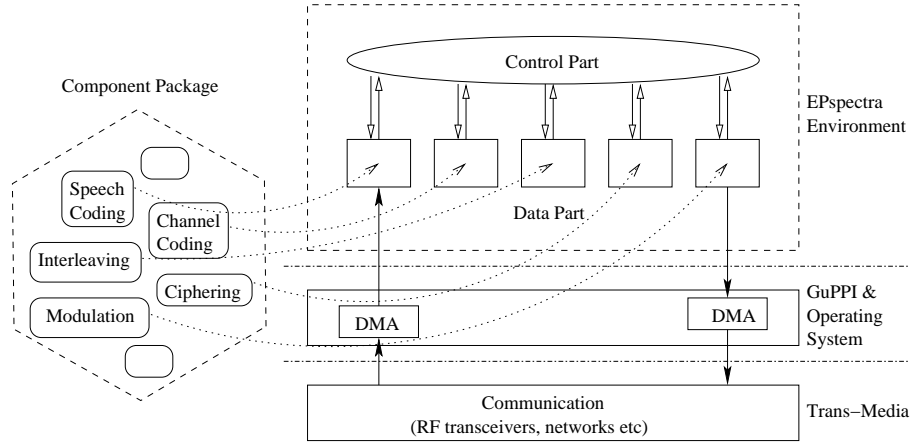 Component Package
Speech
Coding
Channel
Coding
Interleaving
Ciphering
Modulation
Control Part
Data Part
EPspectra
Environment
DMA
DMA
GuPPI &
Operating
System
Communication
(RF transceivers, networks etc)
Trans−Media